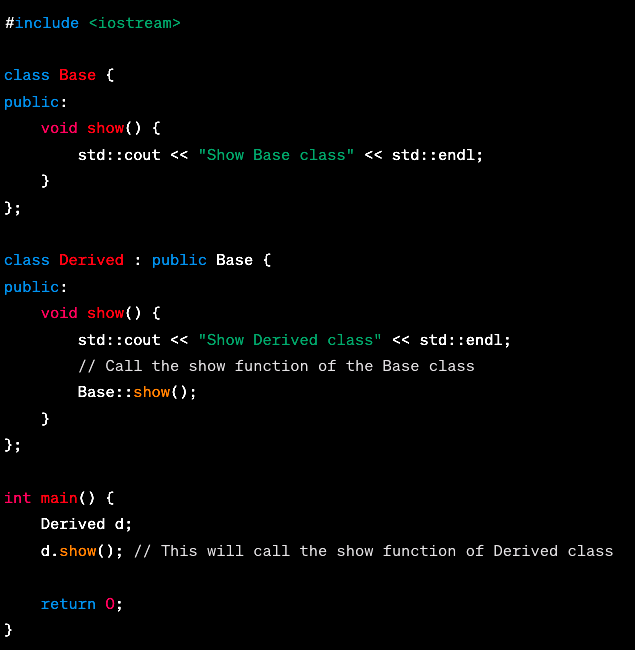 #include <iostream>

class Base {
public:
    void show() {
        std::cout << "Show Base class" << std::endl;
    }
};

class Derived : public Base {
public:
    void show() {
        std::cout << "Show Derived class" << std::endl;
        // Call the show function of the Base class
        Base::show();
    }
};

int main() {
    Derived d;
    d.show(); // This will call the show function of Derived class

    return 0;
}